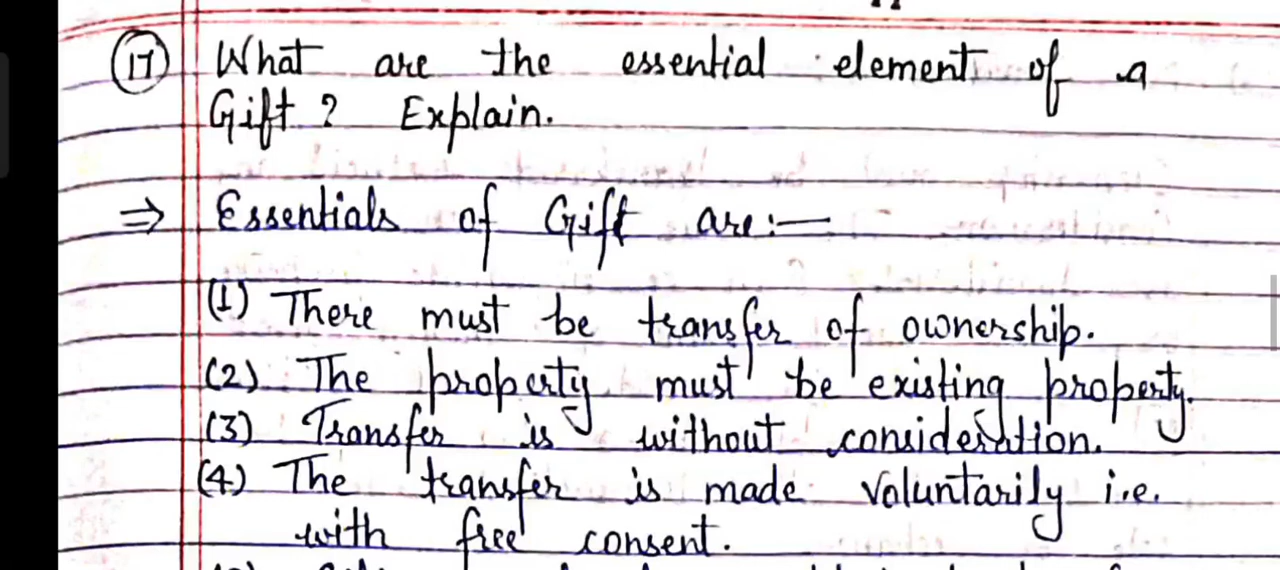 (17) What are the essential element of a
Gift ? Explain.
⇒ Essentials of Gift are:—
(1) There must be transfer of ownership.
(2) The property must be existing property.
(3) Transfer is without consideration.
(4) The transfer is made voluntarily i.e.
with free consent.